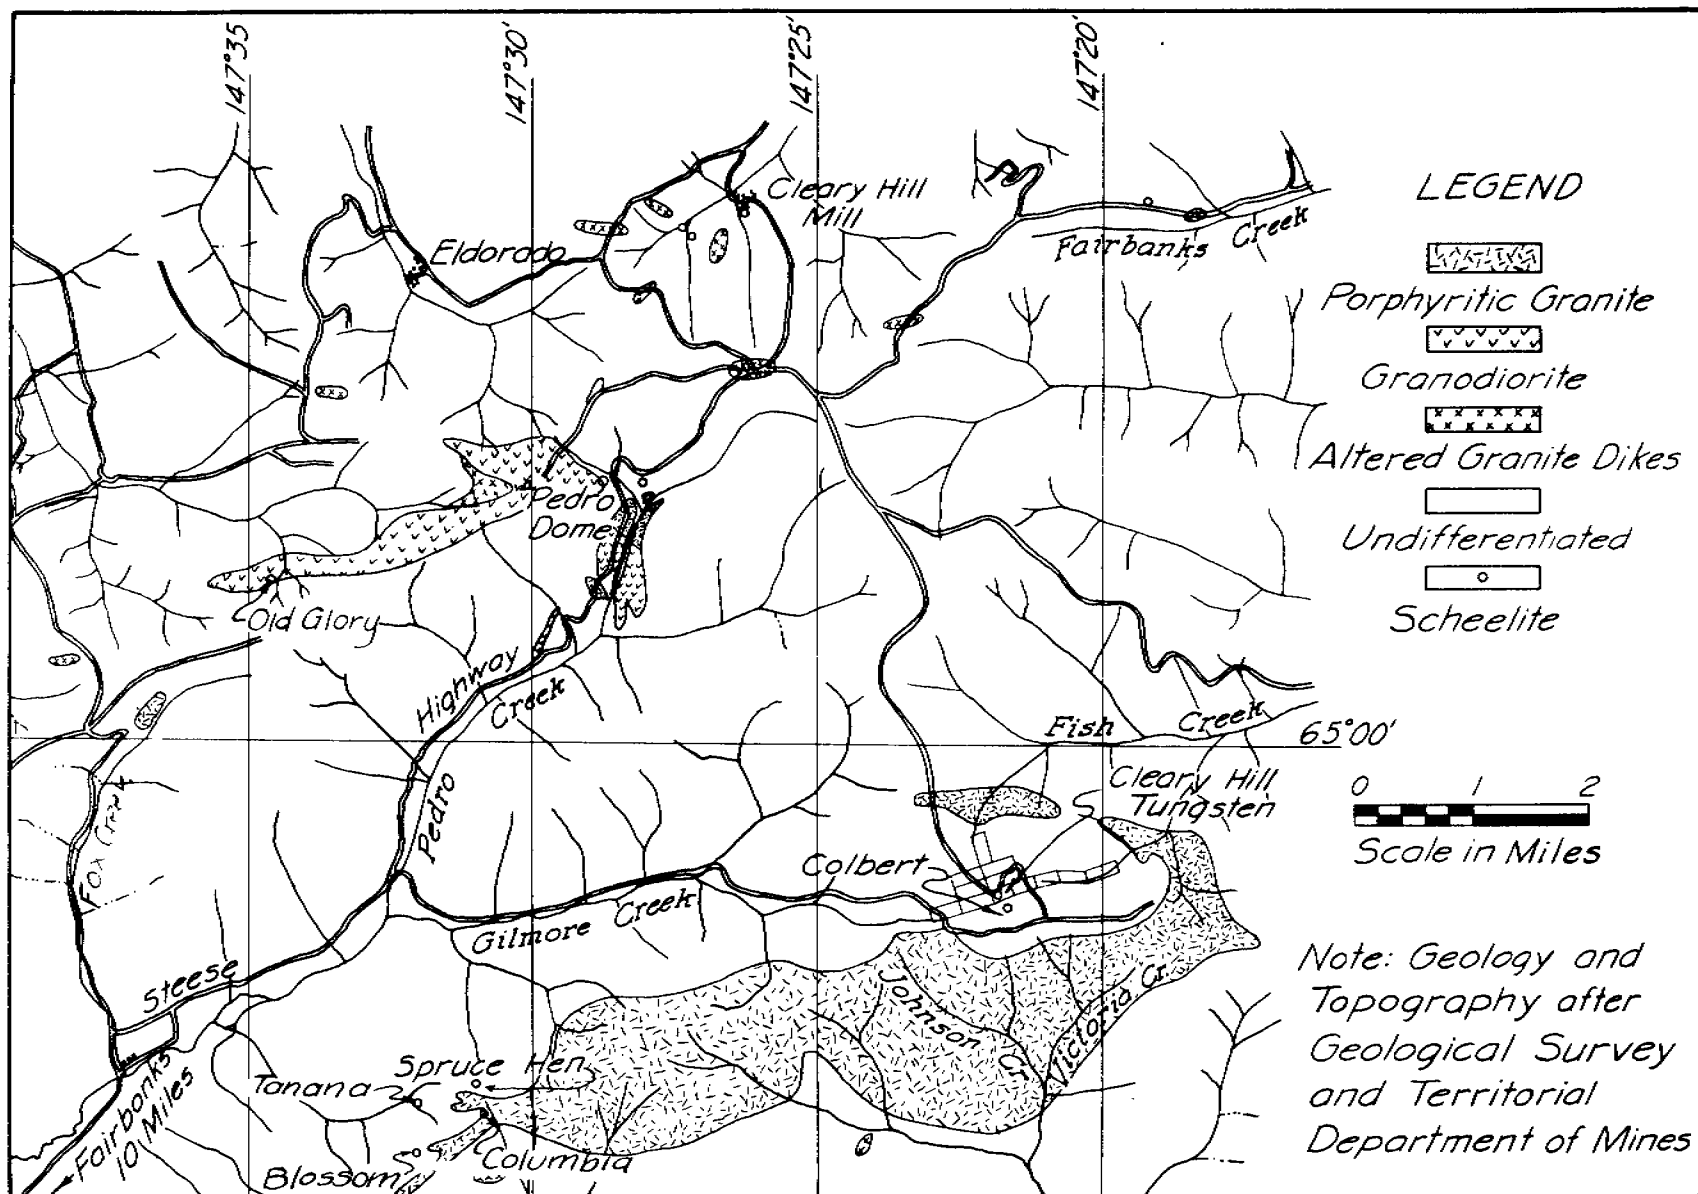 147°35'
147°30'
147°25'
147°20'
Cleary Hill
Mill
Eldorado
Fairbanks Creek
LEGEND
Porphyritic Granite
Granodiorite
Altered Granite Dikes
Undifferentiated
Scheelite
Pedro
Dome
Old Glory
Highway
Creek
Pedro
Fish Creek
65°00'
Cleary Hill
Tungsten
0 1 2
Scale in Miles
Fox Creek
Colbert
Gilmore Creek
Steese
Johnson Cr.
Victoria Cr.
Note: Geology and
Topography after
Geological Survey
and Territorial
Department of Mines
Spruce Hen
Tanana
Fairbanks
10 Miles
Blossom
Columbia